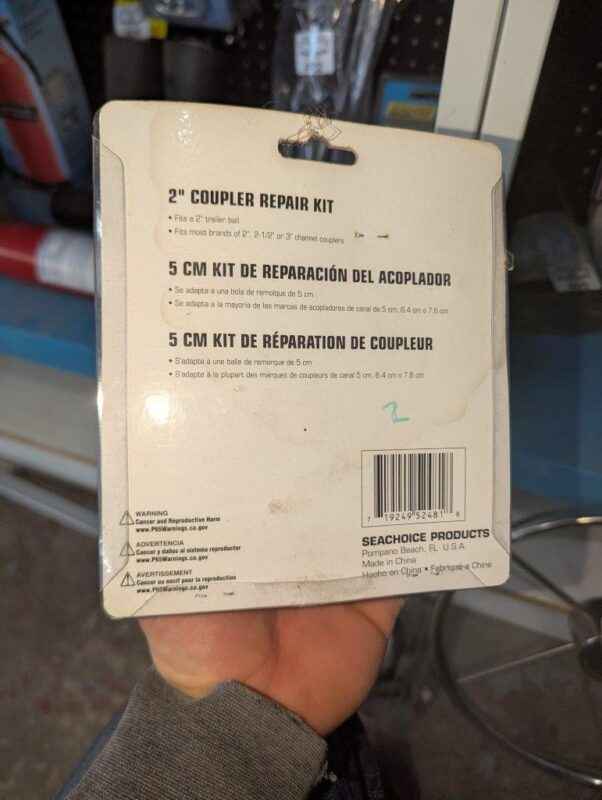 2" COUPLER REPAIR KIT
• Fits a 2" trailer ball
• Fits most brands of 2", 2-1/2" or 3" channel couplers
5 CM KIT DE REPARACIÓN DEL ACOPLADOR
• Se adapta a una bola de remolque de 5 cm
• Se adapta a la mayoría de las marcas de acopladores de canal de 5 cm, 6.4 cm o 7.6 cm
5 CM KIT DE RÉPARATION DE COUPLEUR
• S'adapte à une balle de remorque de 5 cm
• S'adapte à la plupart des marques de coupleurs de canal 5 cm, 6.4 cm o 7.6 cm
2
7 19249 52481 6
SEACHOICE PRODUCTS
Pompano Beach, FL U.S.A.
Made in China
Hecho en China • Fabriqué a Chine
WARNING
Cancer and Reproductive Harm
www.P65Warnings.ca.gov
ADVERTENCIA
Cancer y dabos al sistema reproductor
www.P65Warnings.ca.gov
AVERTISSEMENT
Cancer ou nocif pour la reproduction
www.P65Warnings.ca.gov